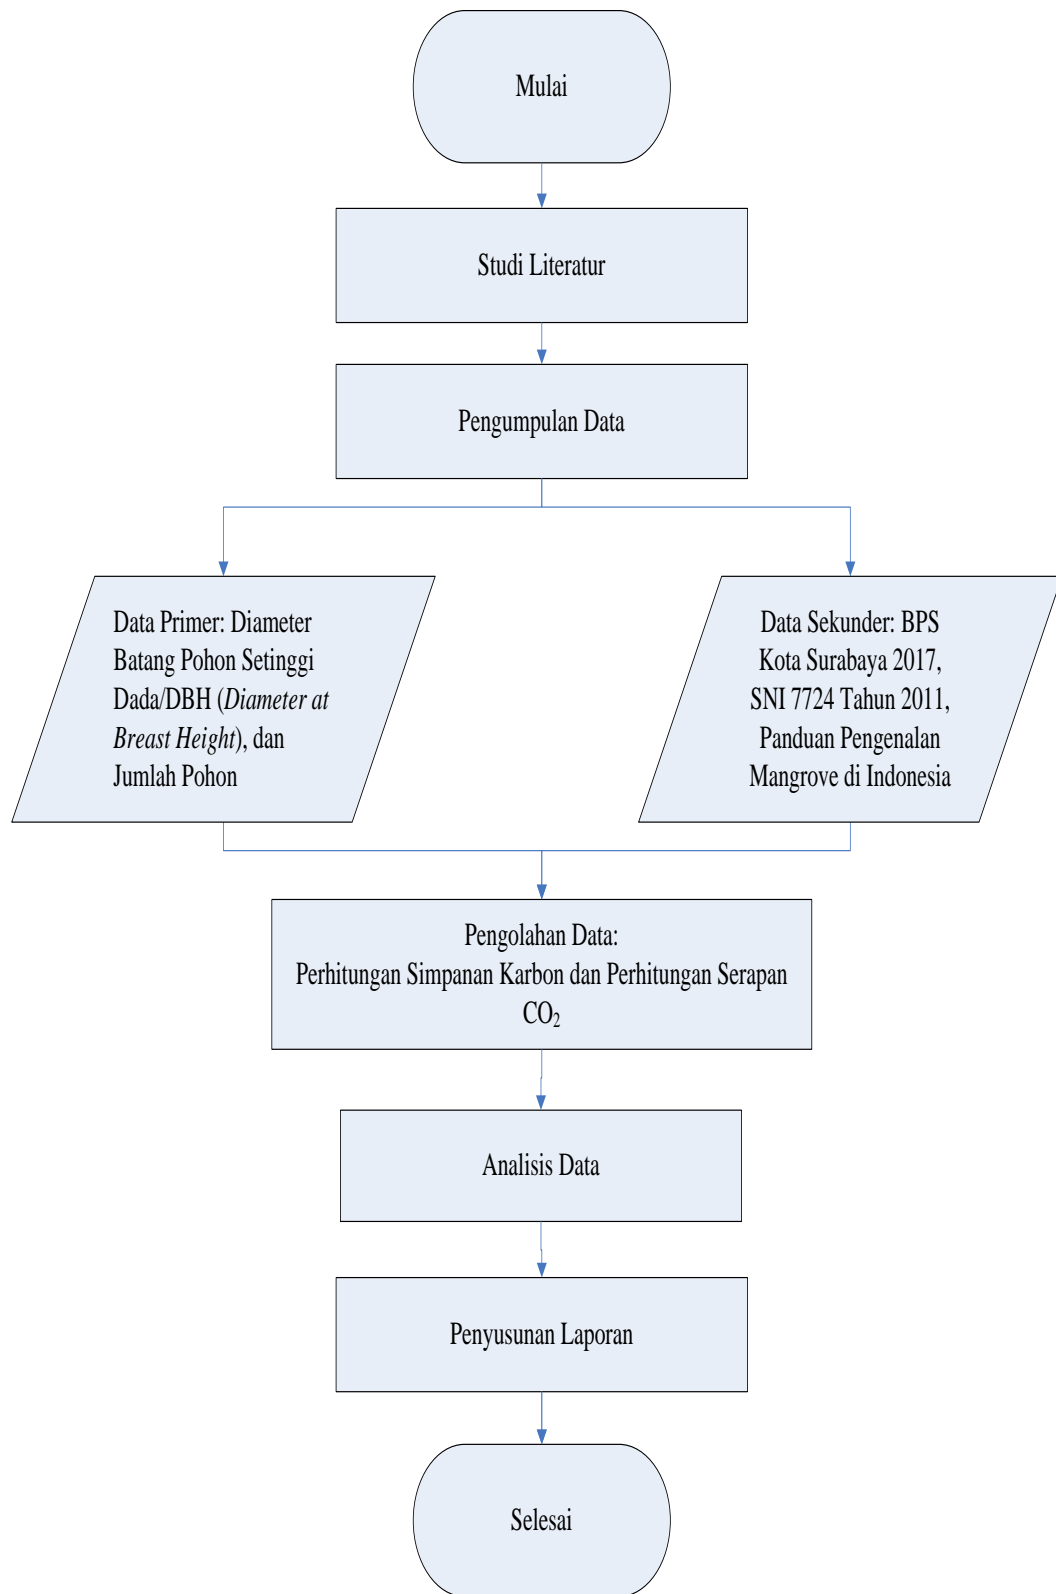 Mulai
Studi Literatur
Pengumpulan Data
Data Primer: Diameter
Batang Pohon Setinggi
Dada/DBH (Diameter at
Breast Height), dan
Jumlah Pohon
Data Sekunder: BPS
Kota Surabaya 2017,
SNI 7724 Tahun 2011,
Panduan Pengenalan
Mangrove di Indonesia
Pengolahan Data:
Perhitungan Simpanan Karbon dan Perhitungan Serapan
CO₂
Analisis Data
Penyusunan Laporan
Selesai